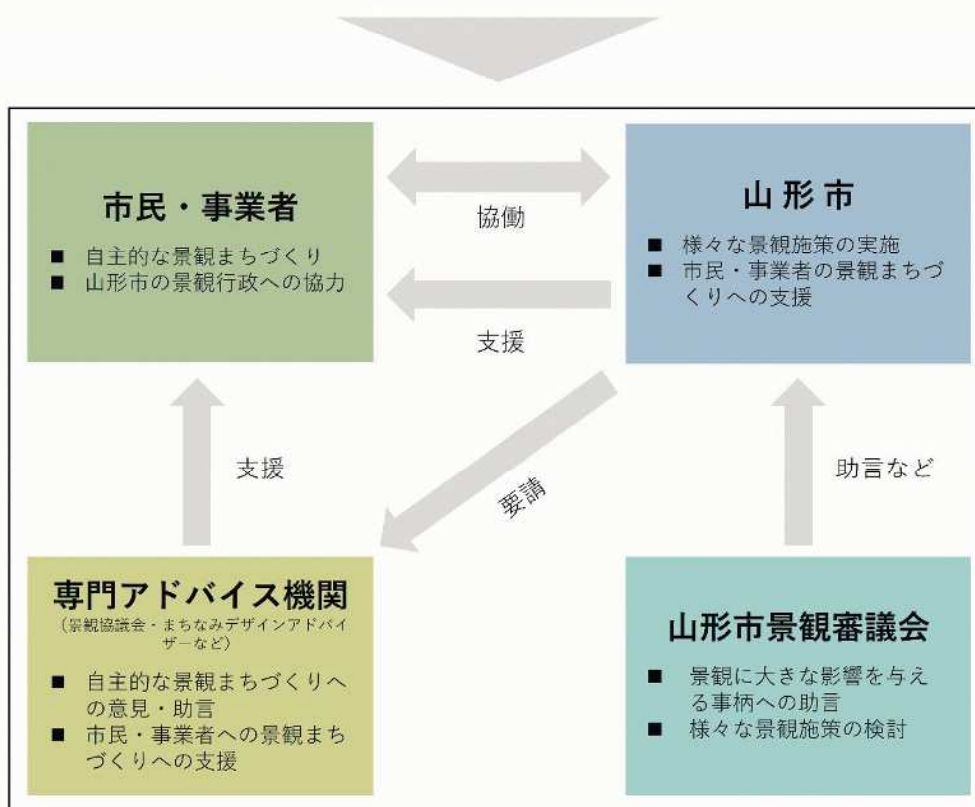 市民・事業者
■ 自主的な景観まちづくり
■ 山形市の景観行政への協力
協働
支援
山形市
■ 様々な景観施策の実施
■ 市民・事業者の景観まちづ
くりへの支援
支援
要請
助言など
専門アドバイス機関
（景観協議会・まちなみデザインアドバイ
ザーなど）
■ 自主的な景観まちづくりへ
の意見・助言
■ 市民・事業者への景観まち
づくりへの支援
山形市景観審議会
■ 景観に大きな影響を与え
る事柄への助言
■ 様々な景観施策の検討